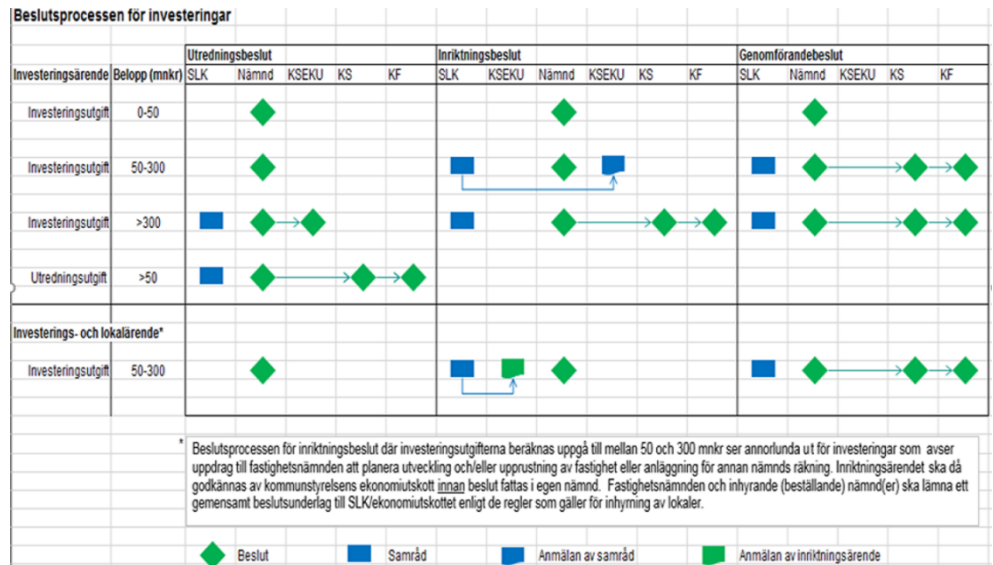 Beslutsprocessen för investeringar
Utredningsbeslut Inriktningsbeslut Genomförandebeslut
Investeringsärende Belopp (mnkr) SLK Nämnd KSEKU KS KF SLK KSEKU Nämnd KSEKU KS KF SLK Nämnd KSEKU KS KF
Investeringsutgift 0-50
Investeringsutgift 50-300
Investeringsutgift >300
Utredningsutgift >50
Investerings- och lokalärende*
Investeringsutgift 50-300
* Beslutsprocessen för inriktningsbeslut där investeringsutgifterna beräknas uppgå till mellan 50 och 300 mnkr ser annorlunda ut för investeringar som avser
uppdrag till fastighetsnämnden att planera utveckling och/eller upprustning av fastighet eller anläggning för annan nämnds räkning. Inriktningsärendet ska då
godkännas av kommunstyrelsens ekonomiutskott innan beslut fattas i egen nämnd. Fastighetsnämnden och inhyrande (beställande) nämnd(er) ska lämna ett
gemensamt beslutsunderlag till SLK/ekonomiutskottet enligt de regler som gäller för inhyrning av lokaler.
Beslut Samråd Anmälan av samråd Anmälan av inriktningsärende